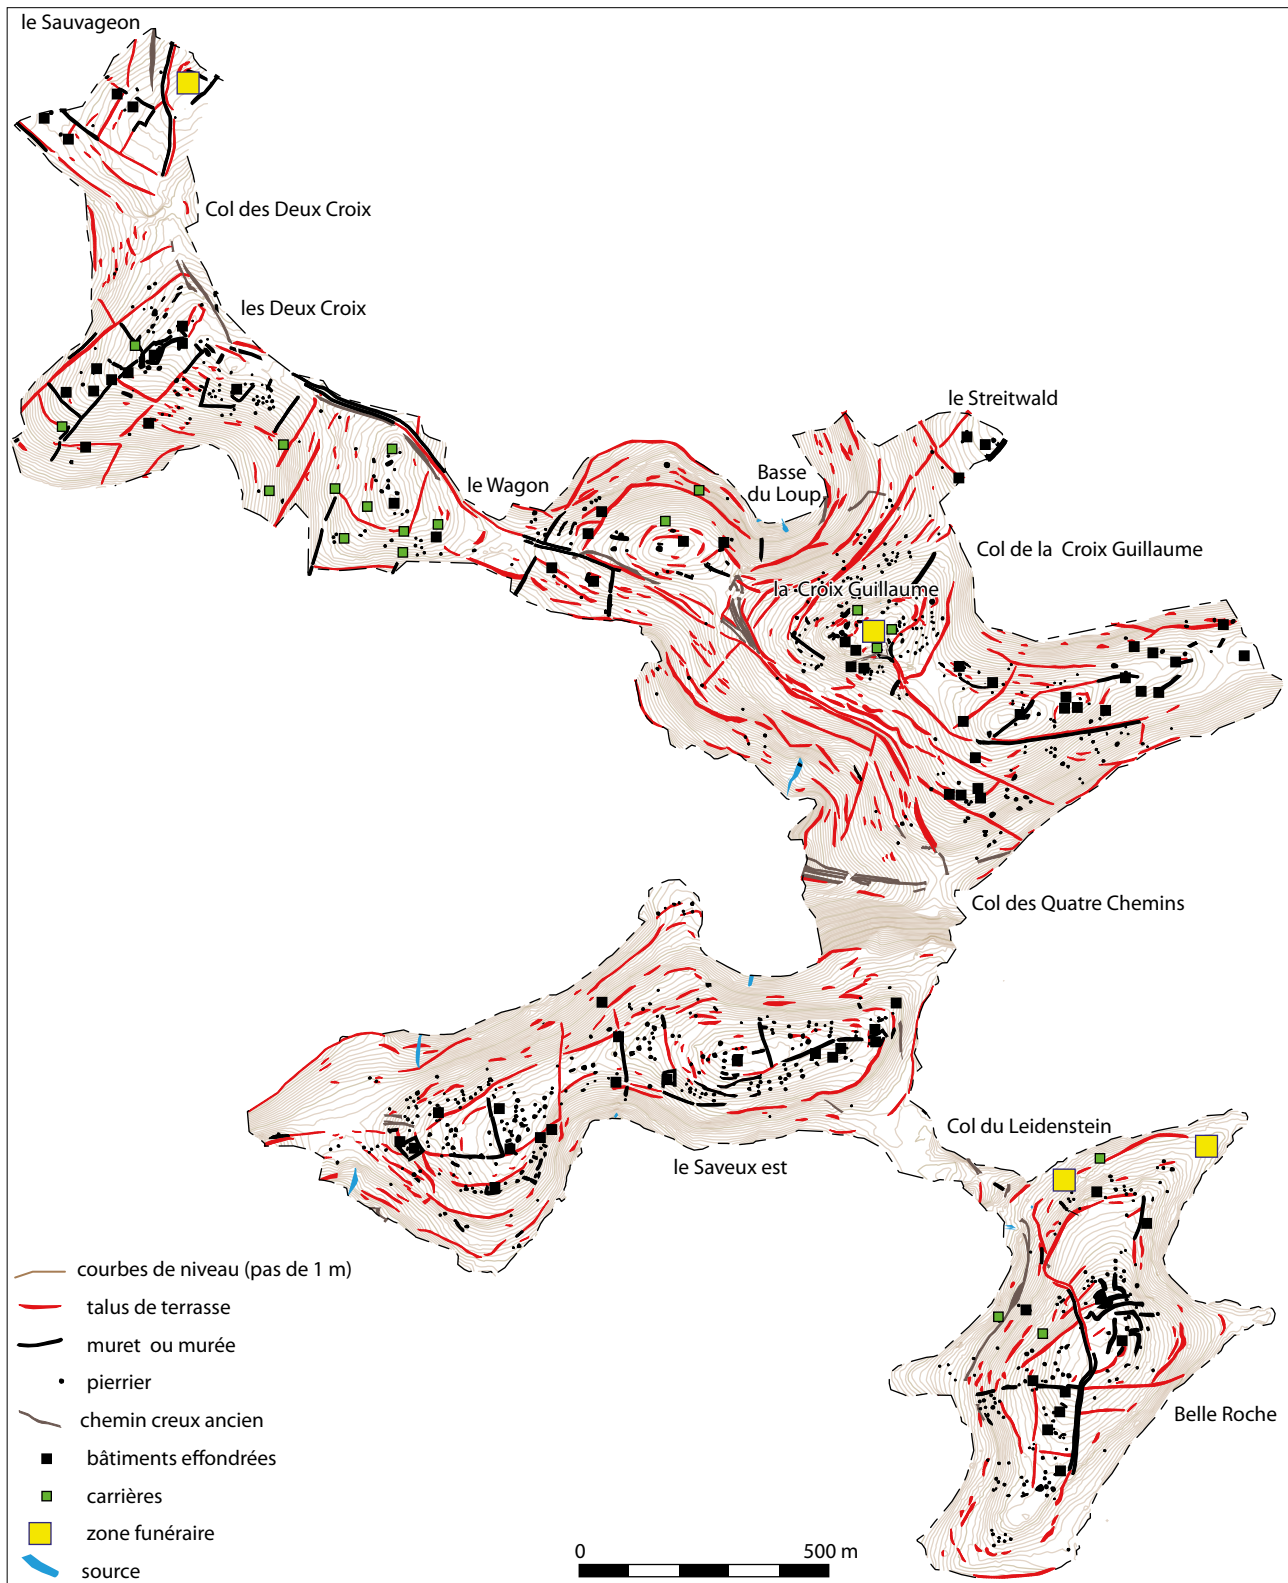 le Sauvageon
Col des Deux Croix
les Deux Croix
le Streitwald
le Wagon
Basse
du Loup
Col de la Croix Guillaume
la Croix Guillaume
Col des Quatre Chemins
Col du Leidenstein
le Saveux est
Belle Roche
courbes de niveau (pas de 1 m)
talus de terrasse
muret ou murée
pierrier
chemin creux ancien
bâtiments effondrées
carrières
zone funéraire
source
0 500 m